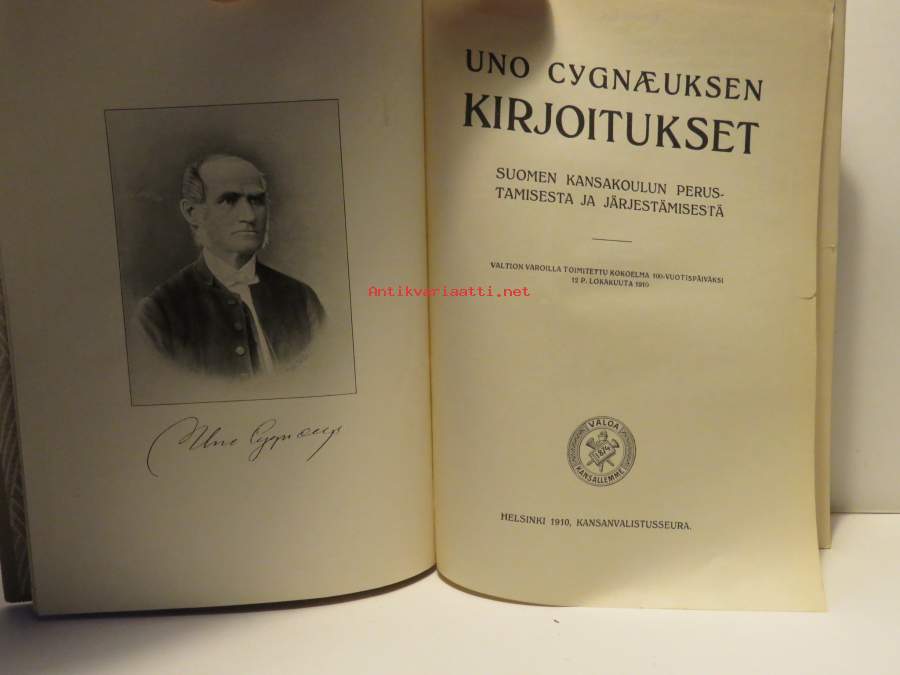 Uno Cygnæus
UNO CYGNÆUKSEN
KIRJOITUKSET
SUOMEN KANSAKOULUN PERUS-
TAMISESTA JA JÄRJESTÄMISESTÄ
VALTION VAROILLA TOIMITETTU KOKOELMA 100-VUOTISPÄIVÄKSI
12 P. LOKAKUUTA 1910
Antikvariaatti.net
VALOA
1874
KANSALLEMME
HELSINKI 1910, KANSANVALISTUSSEURA.